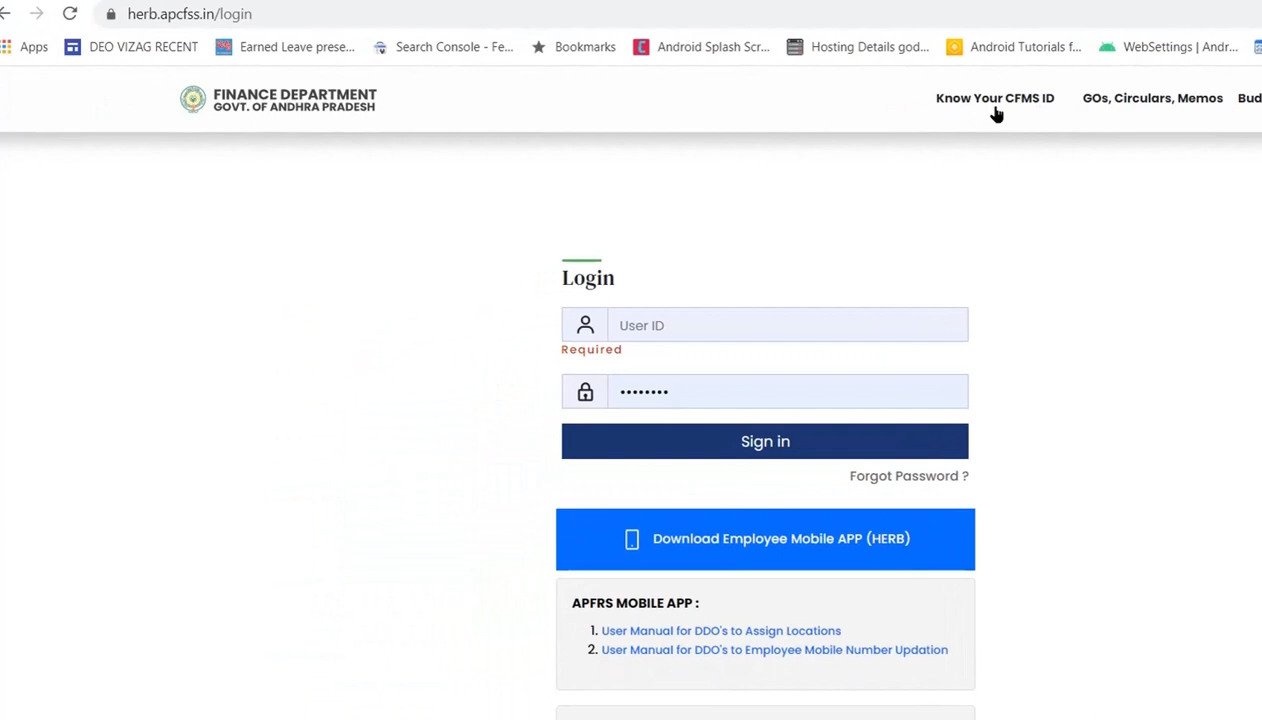 herb.apcfss.in/login
Apps DEO VIZAG RECENT Earned Leave prese... Search Console - Fe... Bookmarks Android Splash Scr... Hosting Details god... Android Tutorials f... WebSettings | Andr...
FINANCE DEPARTMENT
GOVT. OF ANDHRA PRADESH
Know Your CFMS ID GOs, Circulars, Memos Bud
Login
User ID
Required
••••••••
Sign in
Forgot Password ?
Download Employee Mobile APP (HERB)
APFRS MOBILE APP :
1. User Manual for DDO's to Assign Locations
2. User Manual for DDO's to Employee Mobile Number Updation